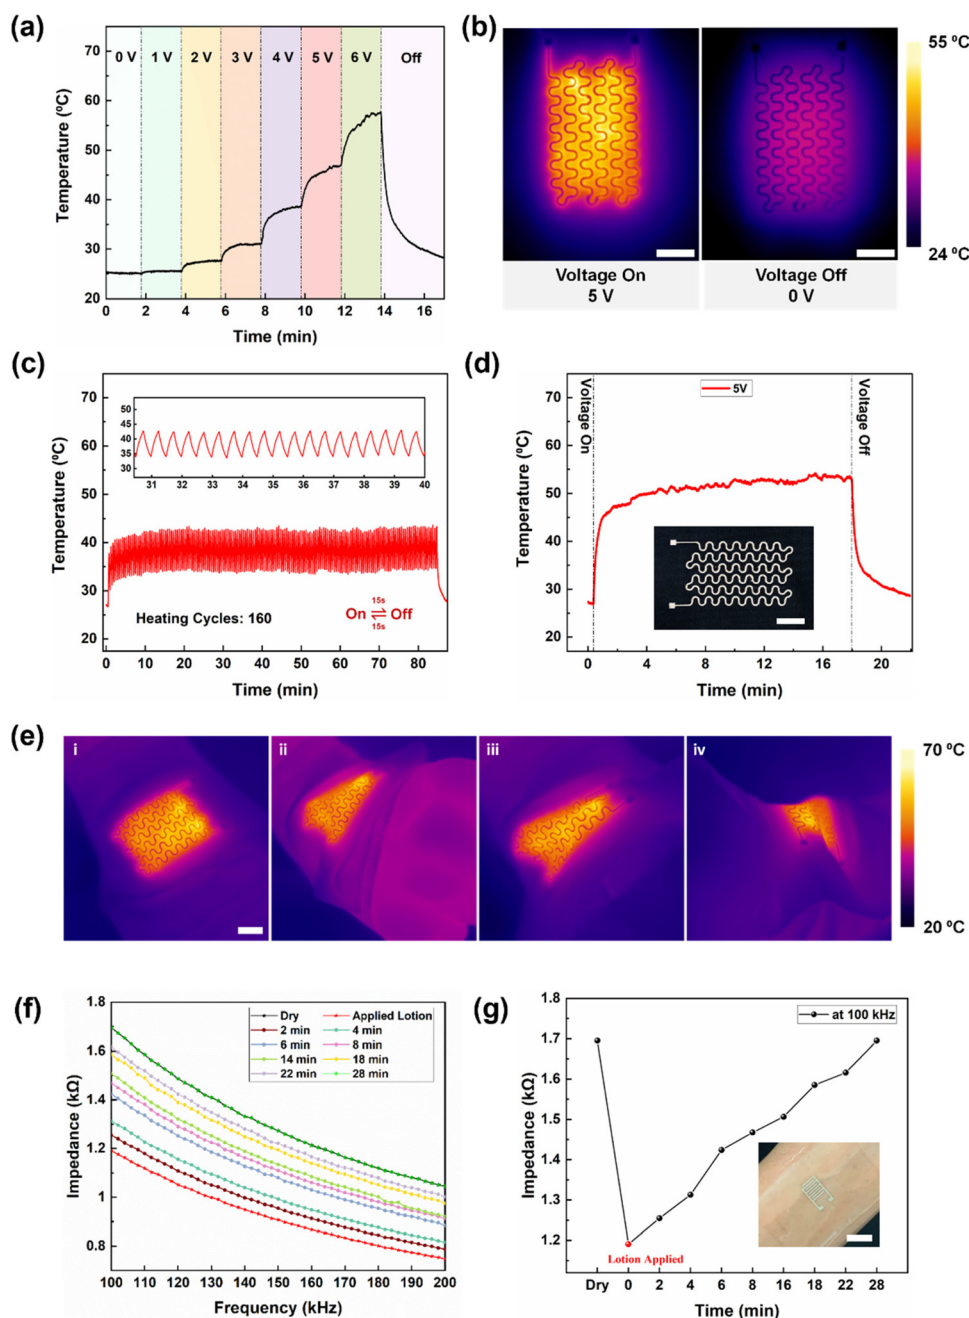 (a)
70
60
50
40
30
20
0 V 1 V 2 V 3 V 4 V 5 V 6 V Off
0 2 4 6 8 10 12 14 16
Time (min)
Temperature (ºC)
(b)
55 ºC
24 ºC
Voltage On
5 V
Voltage Off
0 V
(c)
70
60
50
40
30
20
50
45
40
35
30
31 32 33 34 35 36 37 38 39 40
Heating Cycles: 160
15s
On ⇌ Off
15s
0 10 20 30 40 50 60 70 80
Time (min)
Temperature (ºC)
(d)
70
60
50
40
30
20
Voltage On
5V
Voltage Off
0 4 8 12 16 20
Time (min)
Temperature (ºC)
(e)
i
ii
iii
iv
70 ºC
20 ºC
(f)
1.8
1.6
1.4
1.2
1
0.8
Dry Applied Lotion
2 min 4 min
6 min 8 min
14 min 18 min
22 min 28 min
100 110 120 130 140 150 160 170 180 190 200
Frequency (kHz)
Impedance (kΩ)
(g)
1.8
1.7
1.6
1.5
1.4
1.3
1.2
at 100 kHz
Lotion Applied
Dry 0 2 4 6 8 16 18 22 28
Time (min)
Impedance (kΩ)